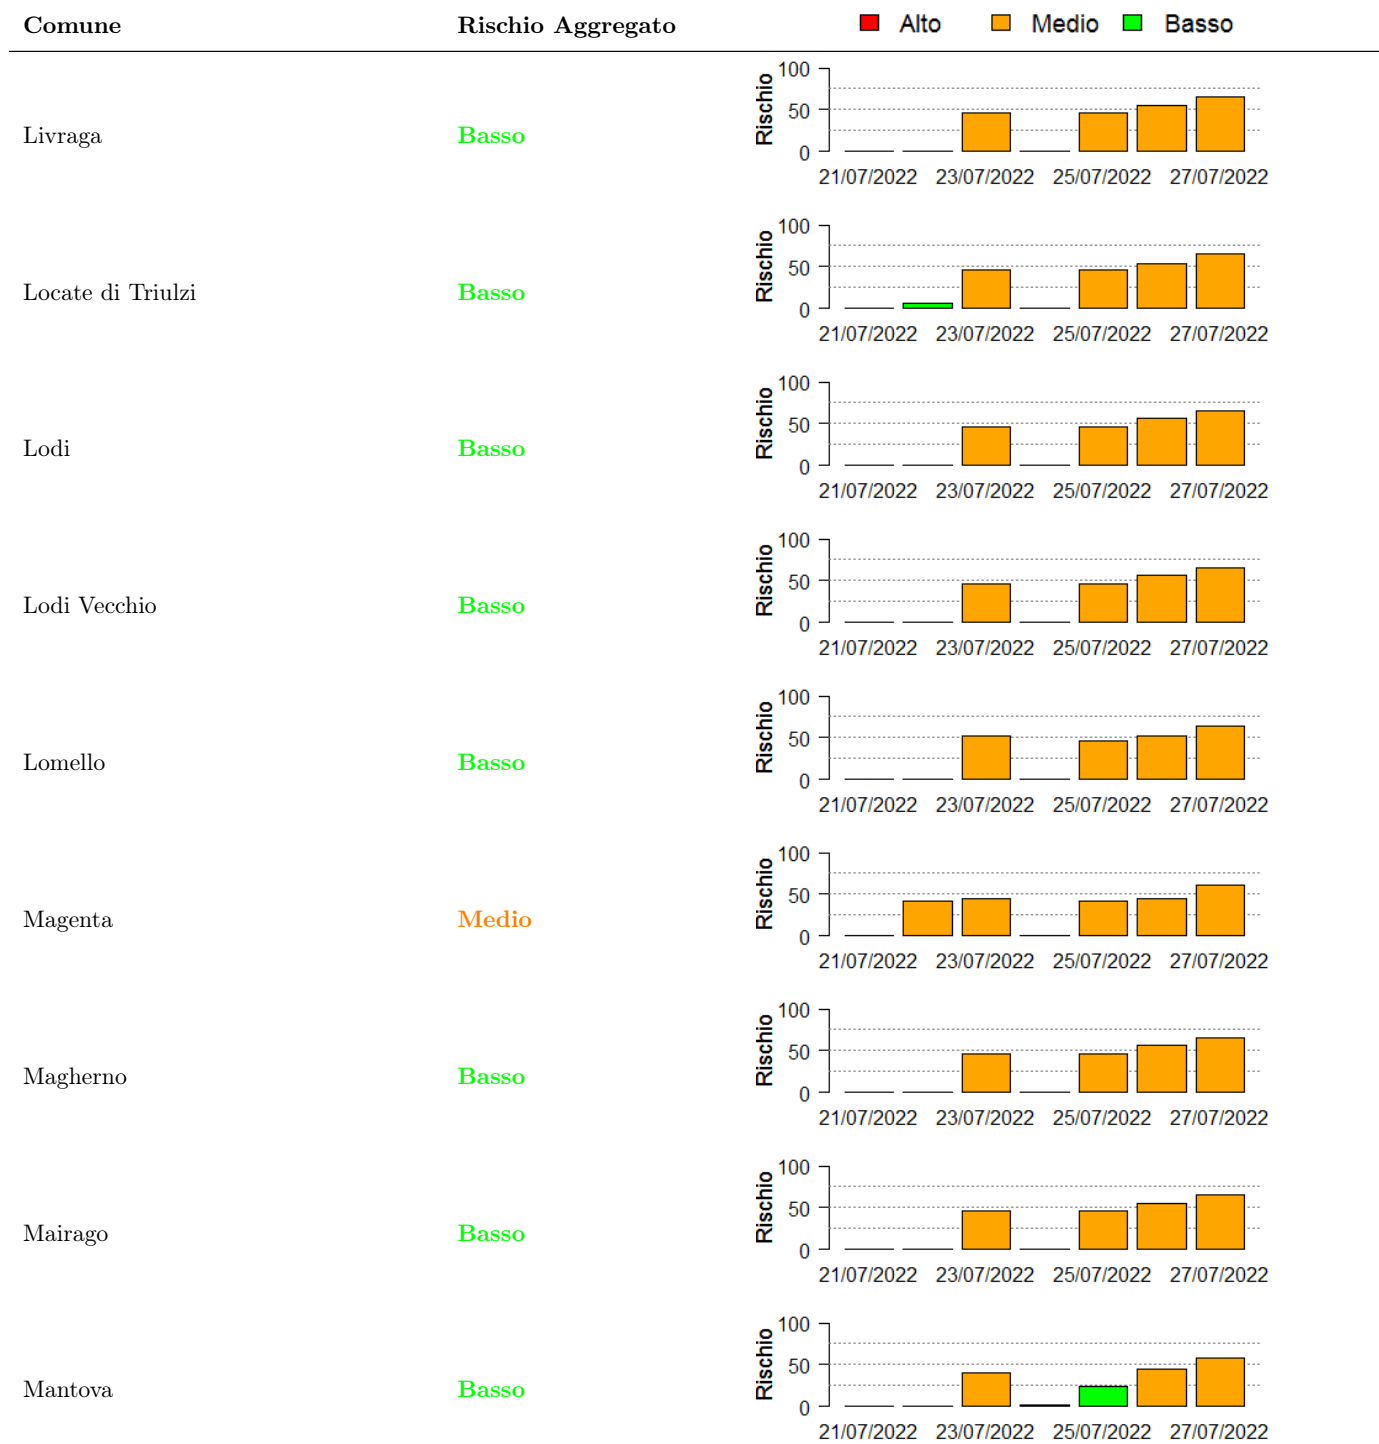 Comune Rischio Aggregato Alto Medio Basso
Livraga Basso
Rischio
100
50
0
21/07/2022 23/07/2022 25/07/2022 27/07/2022
Locate di Triulzi Basso
Rischio
100
50
0
21/07/2022 23/07/2022 25/07/2022 27/07/2022
Lodi Basso
Rischio
100
50
0
21/07/2022 23/07/2022 25/07/2022 27/07/2022
Lodi Vecchio Basso
Rischio
100
50
0
21/07/2022 23/07/2022 25/07/2022 27/07/2022
Lomello Basso
Rischio
100
50
0
21/07/2022 23/07/2022 25/07/2022 27/07/2022
Magenta Medio
Rischio
100
50
0
21/07/2022 23/07/2022 25/07/2022 27/07/2022
Magherno Basso
Rischio
100
50
0
21/07/2022 23/07/2022 25/07/2022 27/07/2022
Mairago Basso
Rischio
100
50
0
21/07/2022 23/07/2022 25/07/2022 27/07/2022
Mantova Basso
Rischio
100
50
0
21/07/2022 23/07/2022 25/07/2022 27/07/2022